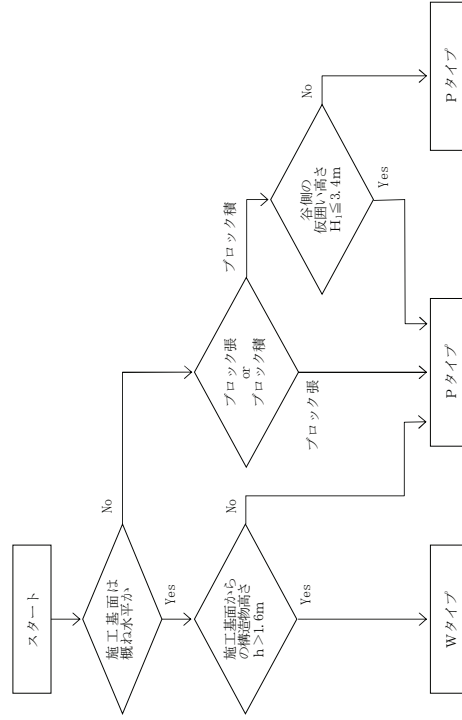 スタート
施工基面は
概ね水平か
No
Yes
施工基面から
の構造物高さ
h＞1.6m
No
Yes
ブロック張
or
ブロック積
ブロック積
ブロック張
谷側の
仮囲い高さ
H₁≦3.4m
No
Yes
Wタイプ
Pタイプ
Pタイプ